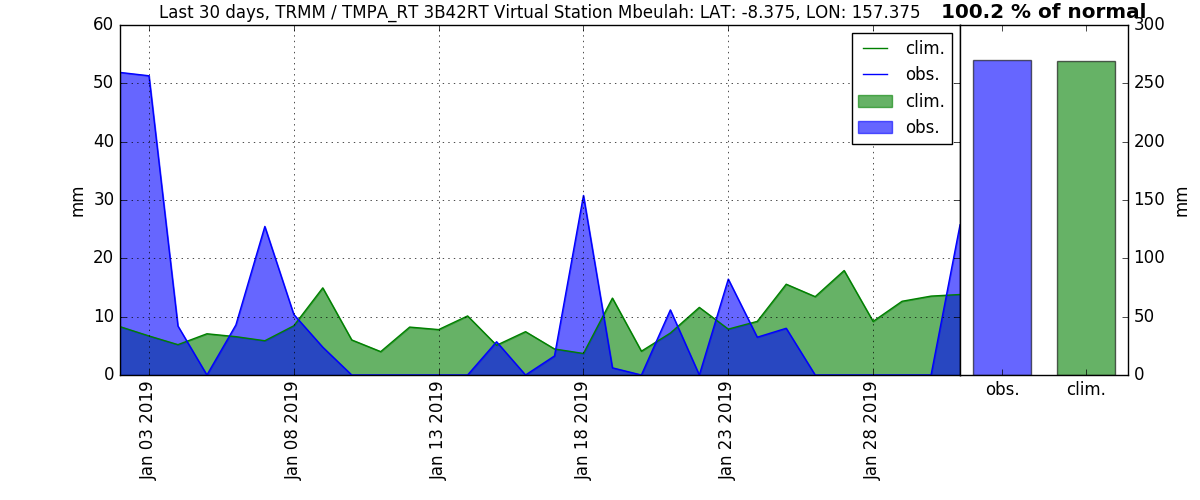 Last 30 days, TRMM / TMPA_RT 3B42RT Virtual Station Mbeulah: LAT: -8.375, LON: 157.375
100.2 % of normal
60
50
40
30
20
10
0
mm
clim.
obs.
clim.
obs.
Jan 03 2019
Jan 08 2019
Jan 13 2019
Jan 18 2019
Jan 23 2019
Jan 28 2019
300
250
200
150
100
50
0
mm
obs.
clim.